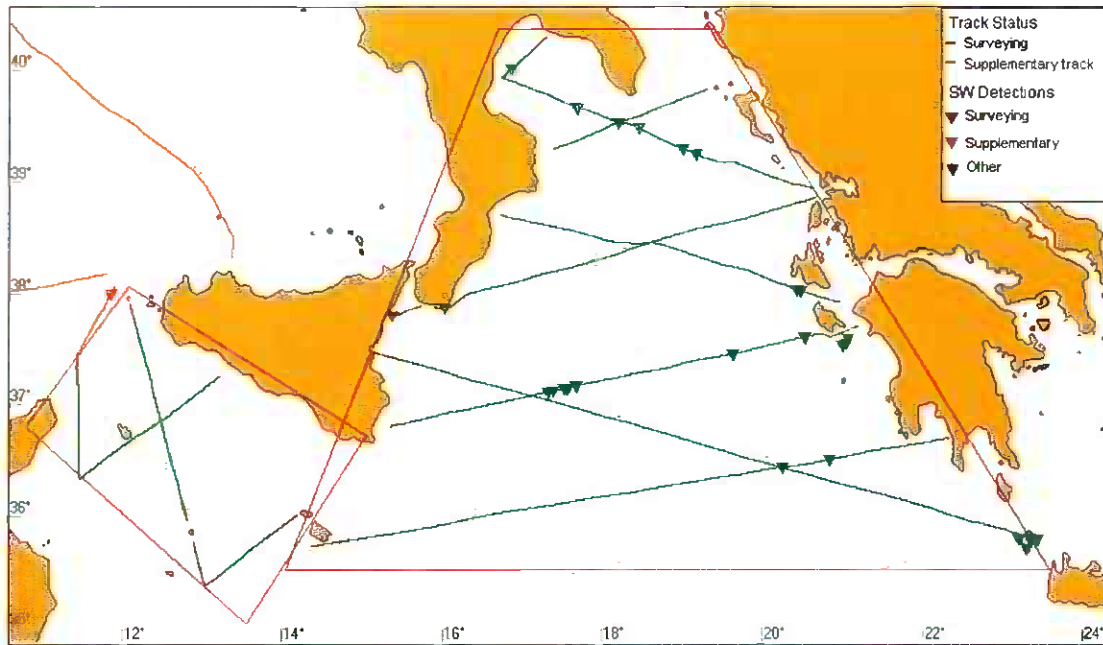 Track Status
Surveying
Supplementary track
SW Detections
Surveying
Supplementary
Other
40°
39°
38°
37°
36°
35°
12°
14°
16°
18°
20°
22°
24°